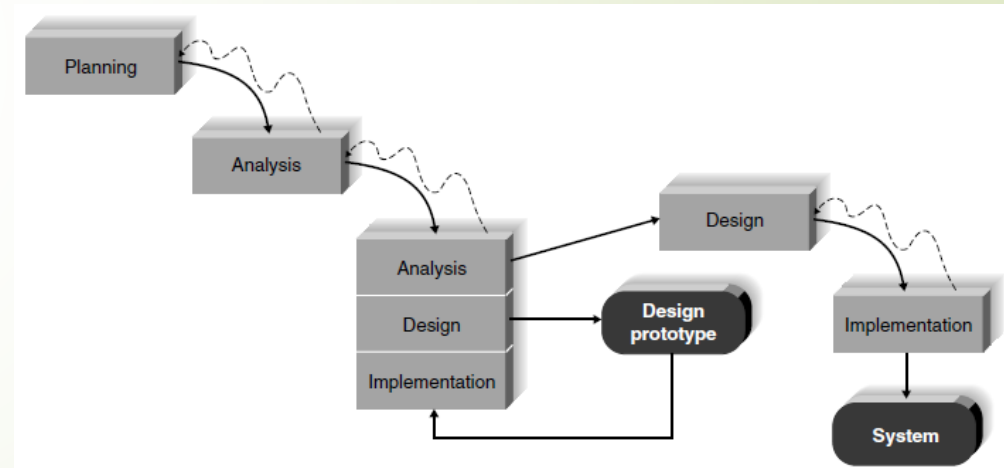 Planning
Analysis
Analysis
Design
Implementation
Design
prototype
Design
Implementation
System